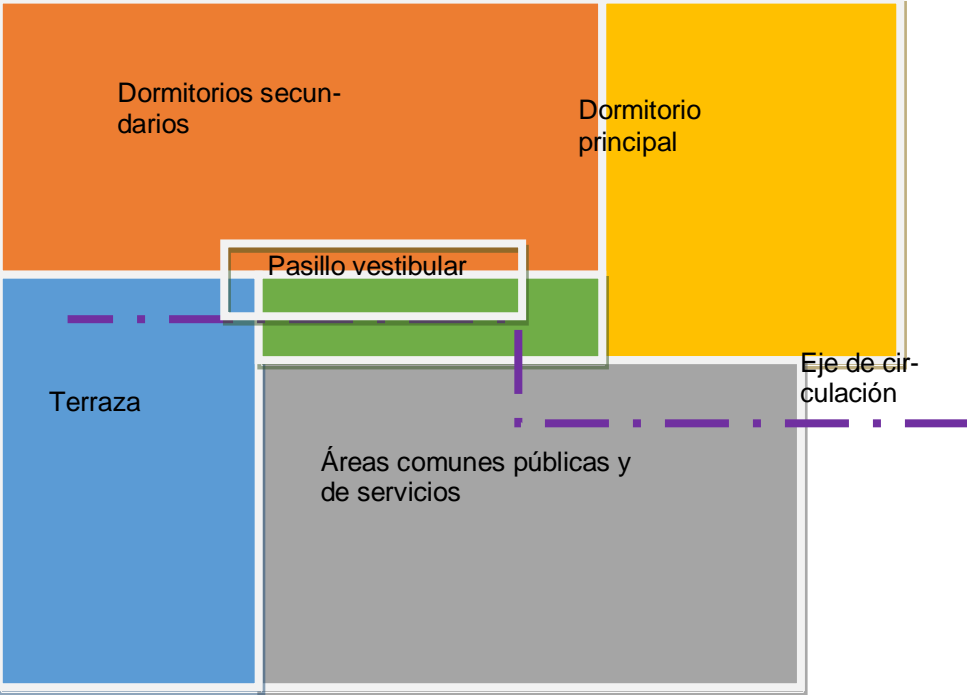 Dormitorios secun-
darios
Dormitorio
principal
Pasillo vestibular
Eje de cir-
culación
Terraza
Áreas comunes públicas y
de servicios